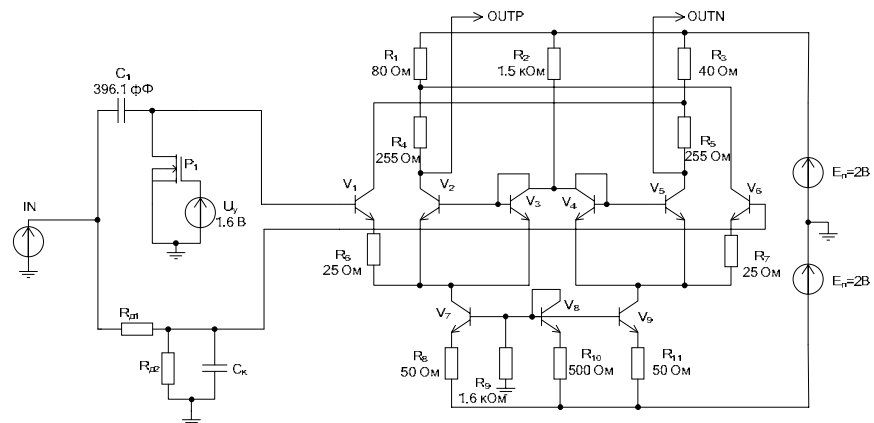 OUTP
OUTN
R1
80 Ом
R2
1.5 кОм
R3
40 Ом
C1
396.1 фФ
R4
255 Ом
R5
255 Ом
P1
Uу
1.6 В
V1
V2
V3
V4
V5
V6
Eп=2В
IN
R6
25 Ом
R7
25 Ом
Eп=2В
V7
V8
V9
Rд1
Rд2
Cк
R8
50 Ом
R9
1.6 кОм
R10
500 Ом
R11
50 Ом